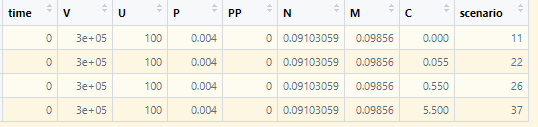 time V U P PP N M C scenario
0 3e+05 100 0.004 0 0.09103059 0.09856 0.000 11
0 3e+05 100 0.004 0 0.09103059 0.09856 0.055 22
0 3e+05 100 0.004 0 0.09103059 0.09856 0.550 26
0 3e+05 100 0.004 0 0.09103059 0.09856 5.500 37